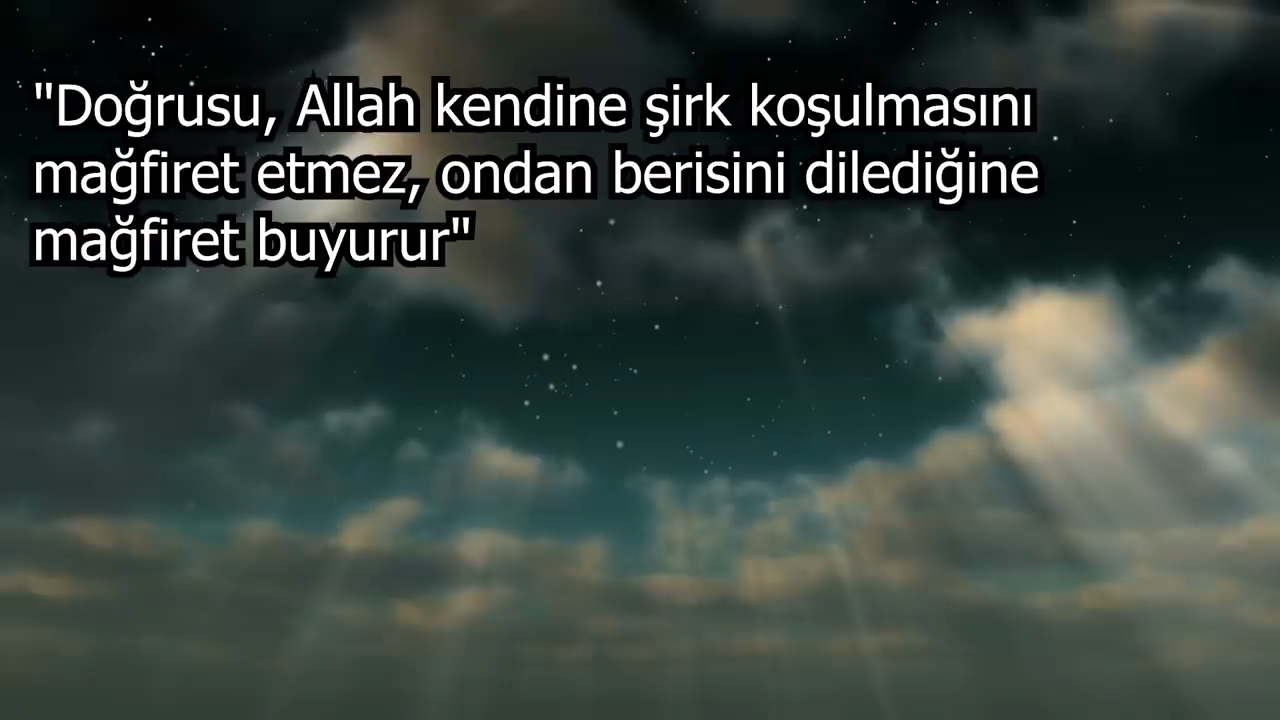 "Doğrusu, Allah kendine şirk koşulmasını
mağfiret etmez, ondan berisini dilediğine
mağfiret buyurur"